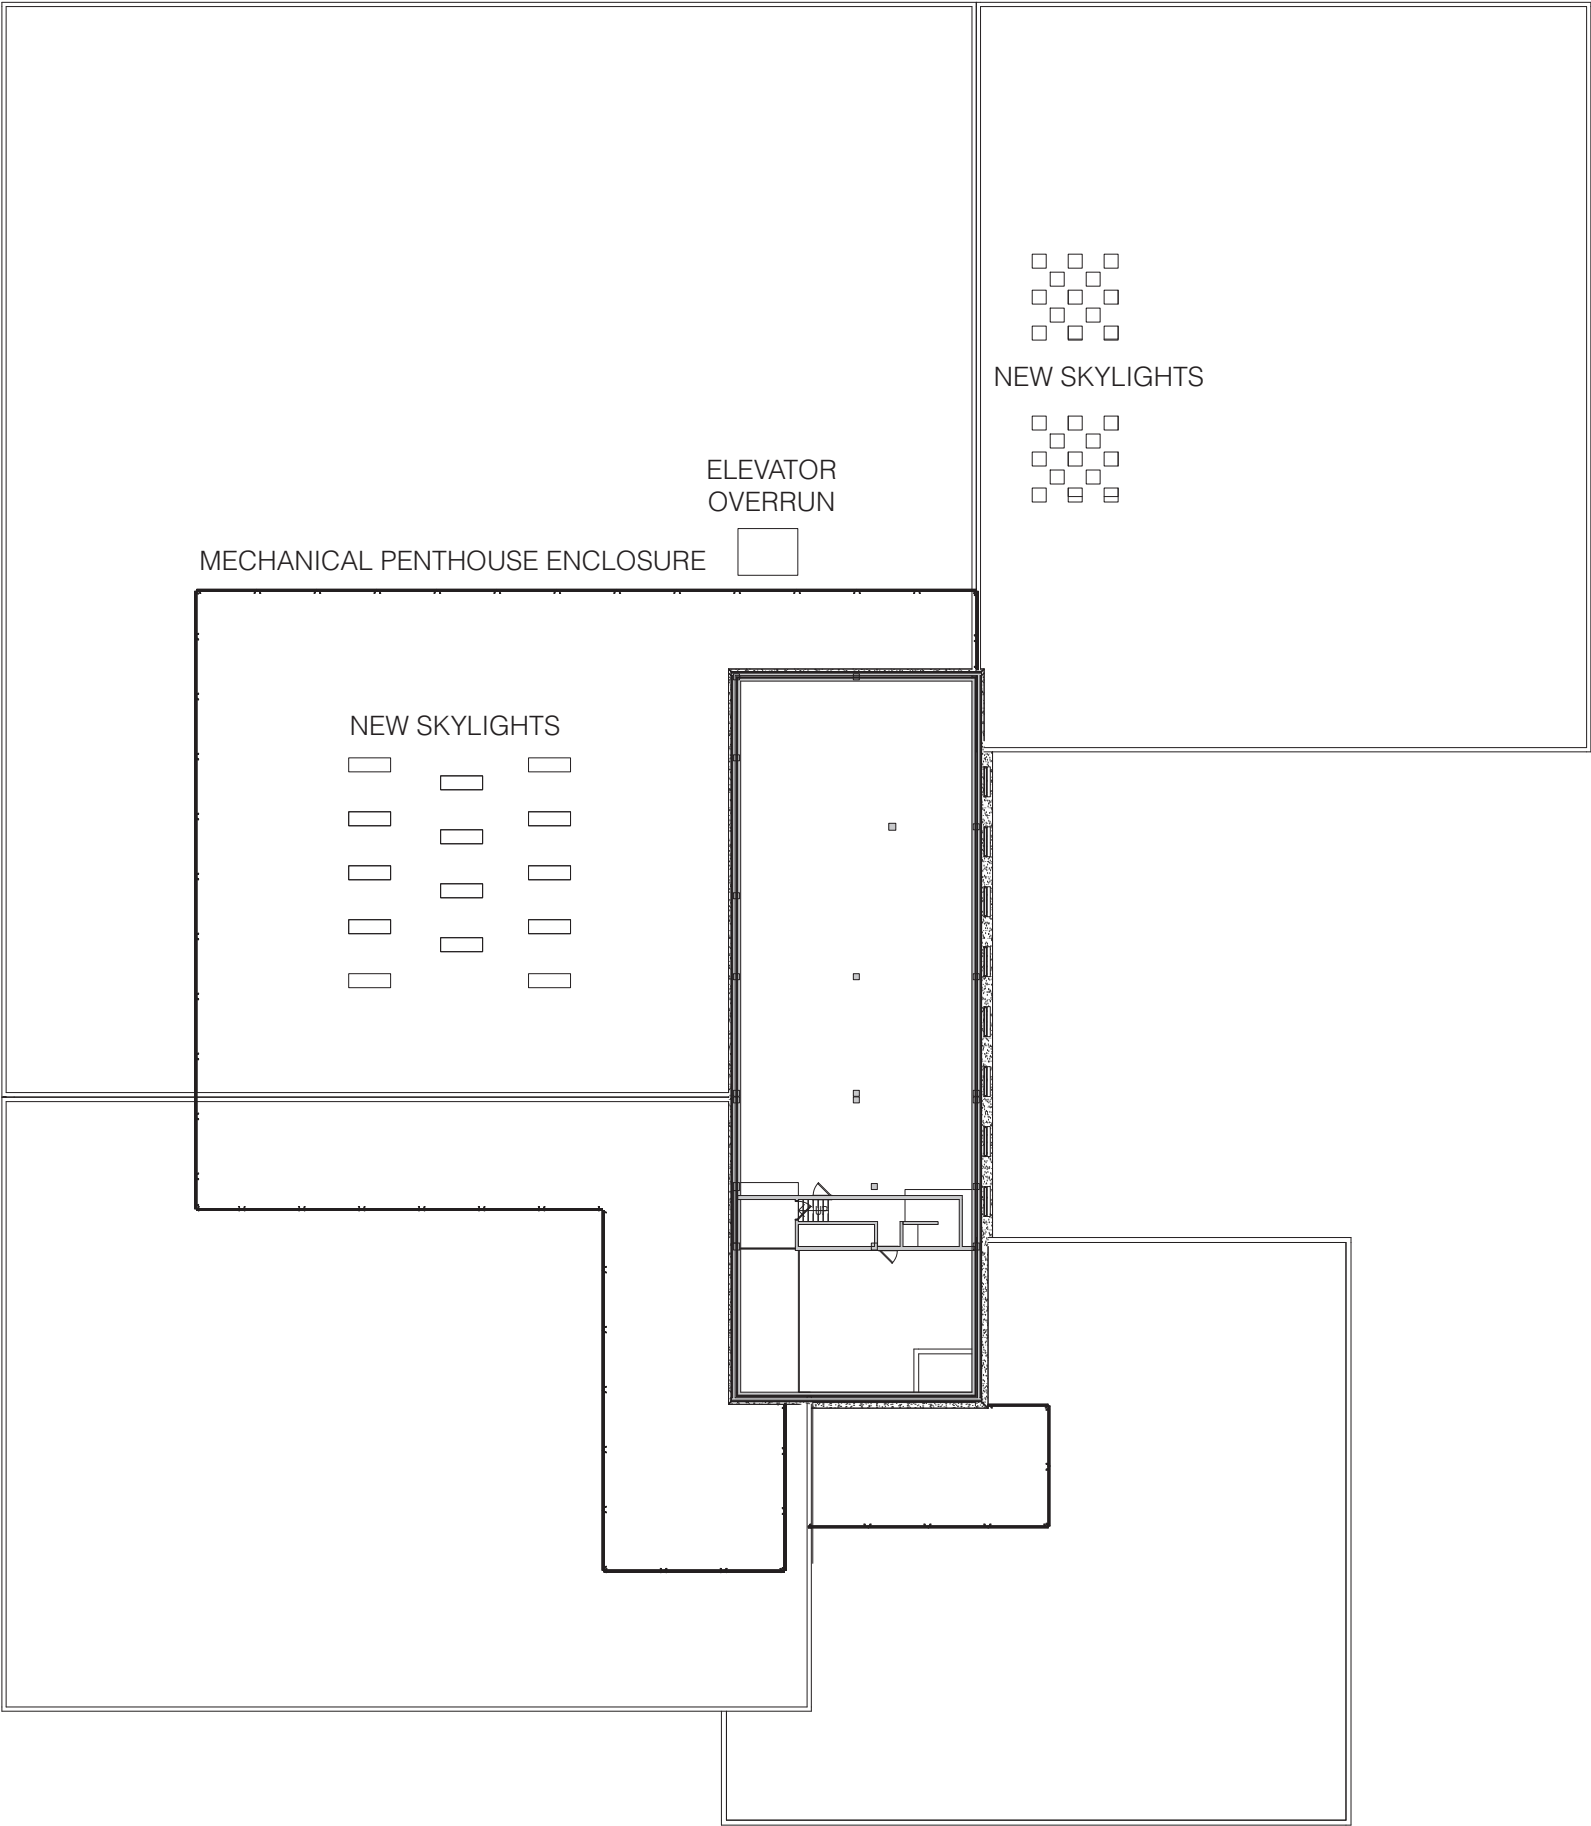 NEW SKYLIGHTS
ELEVATOR
OVERRUN
MECHANICAL PENTHOUSE ENCLOSURE
NEW SKYLIGHTS